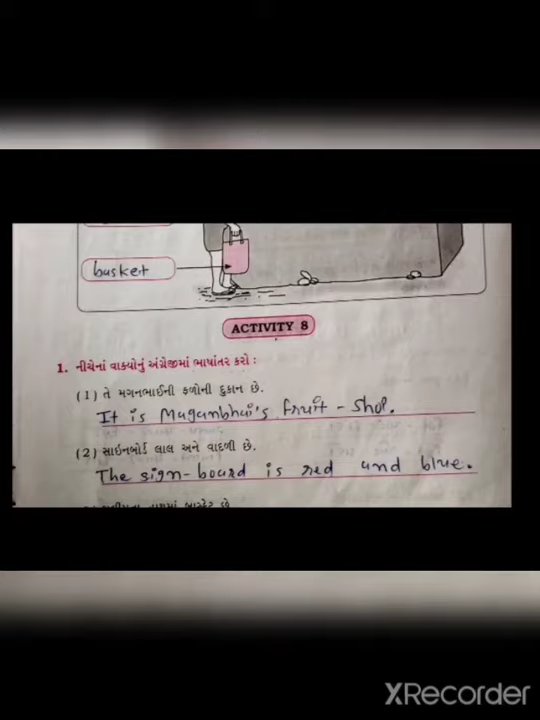 basket
ACTIVITY 8
1. નીચેનાં વાક્યોનું અંગ્રેજીમાં ભાષાંતર કરો :
(1) તે મગનભાઈની ફળોની દુકાન છે.
It is Maganbhai's fruit - shop.
(2) સાઇનબોર્ડ લાલ અને વાદળી છે.
The sign-board is red and blue.
XRecorder